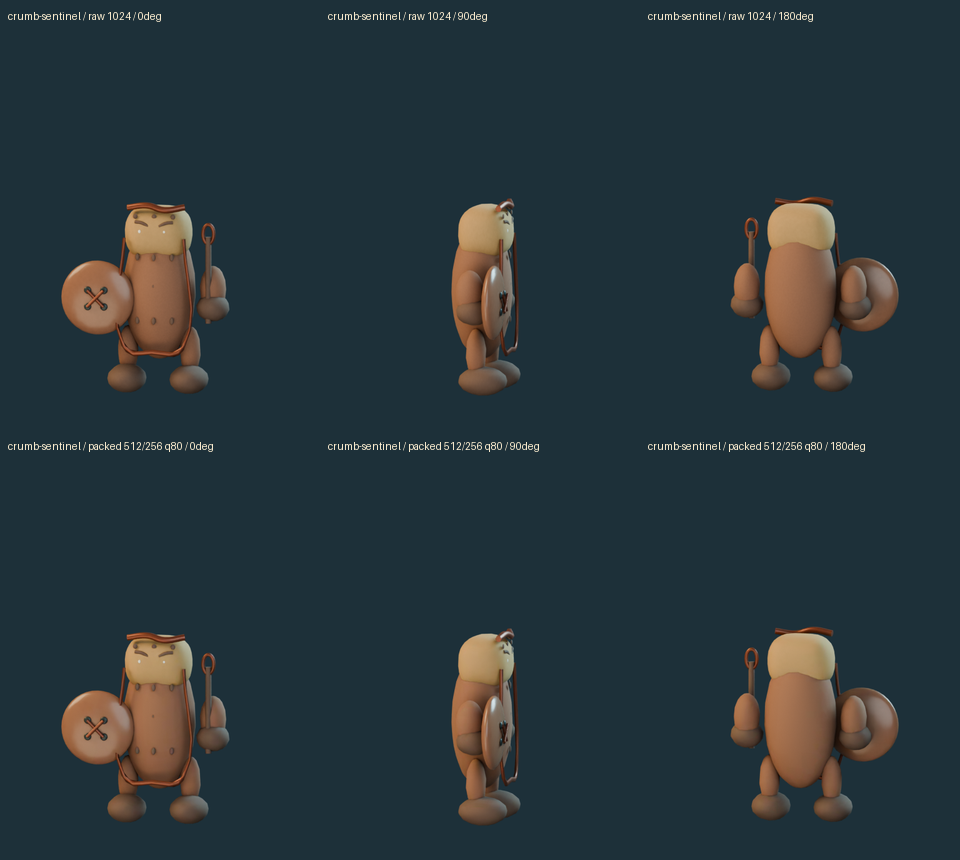 crumb-sentinel / raw 1024 / 0deg
crumb-sentinel / raw 1024 / 90deg
crumb-sentinel / raw 1024 / 180deg
crumb-sentinel / packed 512/256 q80 / 0deg
crumb-sentinel / packed 512/256 q80 / 90deg
crumb-sentinel / packed 512/256 q80 / 180deg